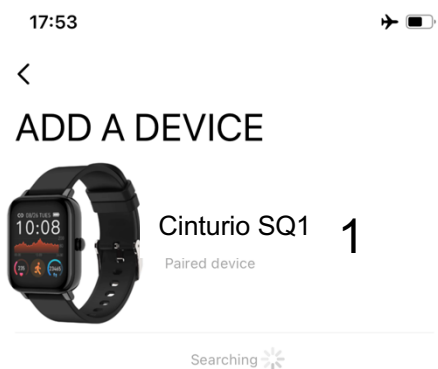 17:53
ADD A DEVICE
10:08
Cinturio SQ1
1
Paired device
Searching